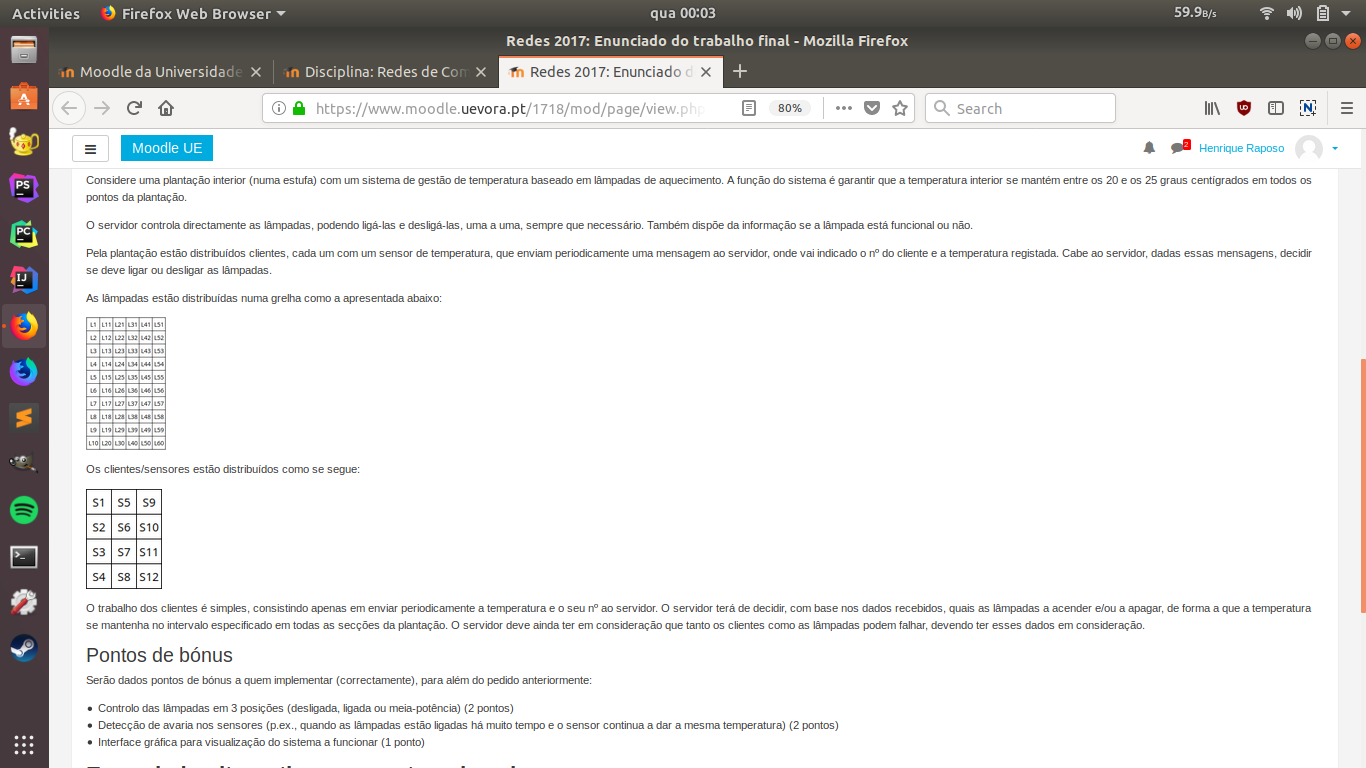 Activities Firefox Web Browser qua 00:03 59.9B/s
Redes 2017: Enunciado do trabalho final - Mozilla Firefox
Moodle da Universidade Disciplina: Redes de Com Redes 2017: Enunciado d
https://www.moodle.uevora.pt/1718/mod/page/view.php 80% Search
Moodle UE 2 Henrique Raposo
Considere uma plantação interior (numa estufa) com um sistema de gestão de temperatura baseado em lâmpadas de aquecimento. A função do sistema é garantir que a temperatura interior se mantém entre os 20 e os 25 graus centígrados em todos os
pontos da plantação.
O servidor controla directamente as lâmpadas, podendo ligá-las e desligá-las, uma a uma, sempre que necessário. Também dispõe da informação se a lâmpada está funcional ou não.
Pela plantação estão distribuídos clientes, cada um com um sensor de temperatura, que enviam periodicamente uma mensagem ao servidor, onde vai indicado o nº do cliente e a temperatura registada. Cabe ao servidor, dadas essas mensagens, decidir
se deve ligar ou desligar as lâmpadas.
As lâmpadas estão distribuídas numa grelha como a apresentada abaixo:
L1 L11 L21 L31 L41 L51
L2 L12 L22 L32 L42 L52
L3 L13 L23 L33 L43 L53
L4 L14 L24 L34 L44 L54
L5 L15 L25 L35 L45 L55
L6 L16 L26 L36 L46 L56
L7 L17 L27 L37 L47 L57
L8 L18 L28 L38 L48 L58
L9 L19 L29 L39 L49 L59
L10 L20 L30 L40 L50 L60
Os clientes/sensores estão distribuídos como se segue:
S1 S5 S9
S2 S6 S10
S3 S7 S11
S4 S8 S12
O trabalho dos clientes é simples, consistindo apenas em enviar periodicamente a temperatura e o seu nº ao servidor. O servidor terá de decidir, com base nos dados recebidos, quais as lâmpadas a acender e/ou a apagar, de forma a que a temperatura
se mantenha no intervalo especificado em todas as secções da plantação. O servidor deve ainda ter em consideração que tanto os clientes como as lâmpadas podem falhar, devendo ter esses dados em consideração.
Pontos de bónus
Serão dados pontos de bónus a quem implementar (correctamente), para além do pedido anteriormente:
• Controlo das lâmpadas em 3 posições (desligada, ligada ou meia-potência) (2 pontos)
• Detecção de avaria nos sensores (p.ex., quando as lâmpadas estão ligadas há muito tempo e o sensor continua a dar a mesma temperatura) (2 pontos)
• Interface gráfica para visualização do sistema a funcionar (1 ponto)